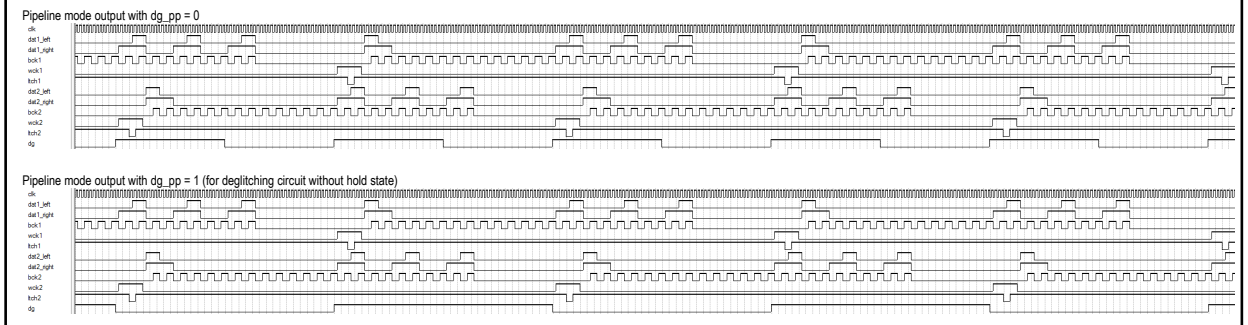 Pipeline mode output with dg_pp = 0
clk
dat1_left
dat1_right
bck1
wck1
ltch1
dat2_left
dat2_right
bck2
wck2
ltch2
dg
Pipeline mode output with dg_pp = 1 (for deglitching circuit without hold state)
clk
dat1_left
dat1_right
bck1
wck1
ltch1
dat2_left
dat2_right
bck2
wck2
ltch2
dg